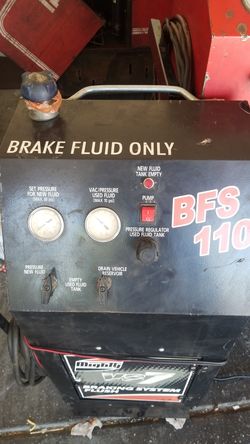 BRAKE FLUID ONLY
NEW FLUID
TANK EMPTY
SET PRESSURE
FOR NEW FLUID
VAC/PRESSURE
USED FLUID
PUMP
BFS
110
PRESSURE REGULATOR
USED FLUID TANK
PRESSURE
NEW FLUID
EMPTY
USED FLUID
TANK
DRAIN VEHICLE
RESERVOIR
BRAKING SYSTEM
FLUSH